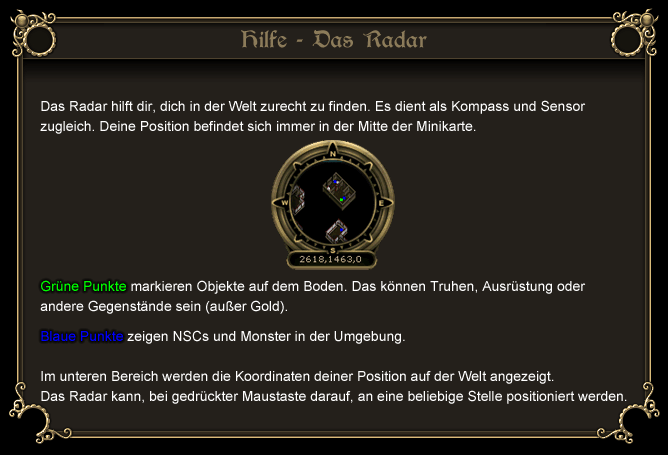 Hilfe - Das Radar
Das Radar hilft dir, dich in der Welt zurecht zu finden. Es dient als Kompass und Sensor
zugleich. Deine Position befindet sich immer in der Mitte der Minikarte.
N
W E
S
2618,1463,0
Grüne Punkte markieren Objekte auf dem Boden. Das können Truhen, Ausrüstung oder
andere Gegenstände sein (außer Gold).
Blaue Punkte zeigen NSCs und Monster in der Umgebung.
Im unteren Bereich werden die Koordinaten deiner Position auf der Welt angezeigt.
Das Radar kann, bei gedrückter Maustaste darauf, an eine beliebige Stelle positioniert werden.